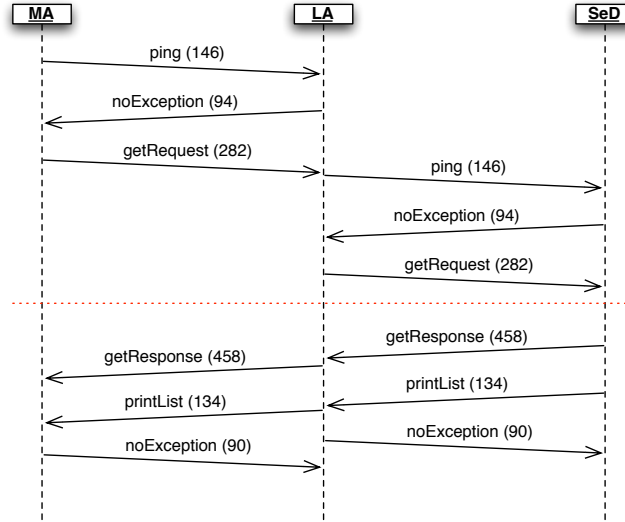 MA
LA
SeD
ping (146)
noException (94)
getRequest (282)
ping (146)
noException (94)
getRequest (282)
getResponse (458)
getResponse (458)
printList (134)
printList (134)
noException (90)
noException (90)